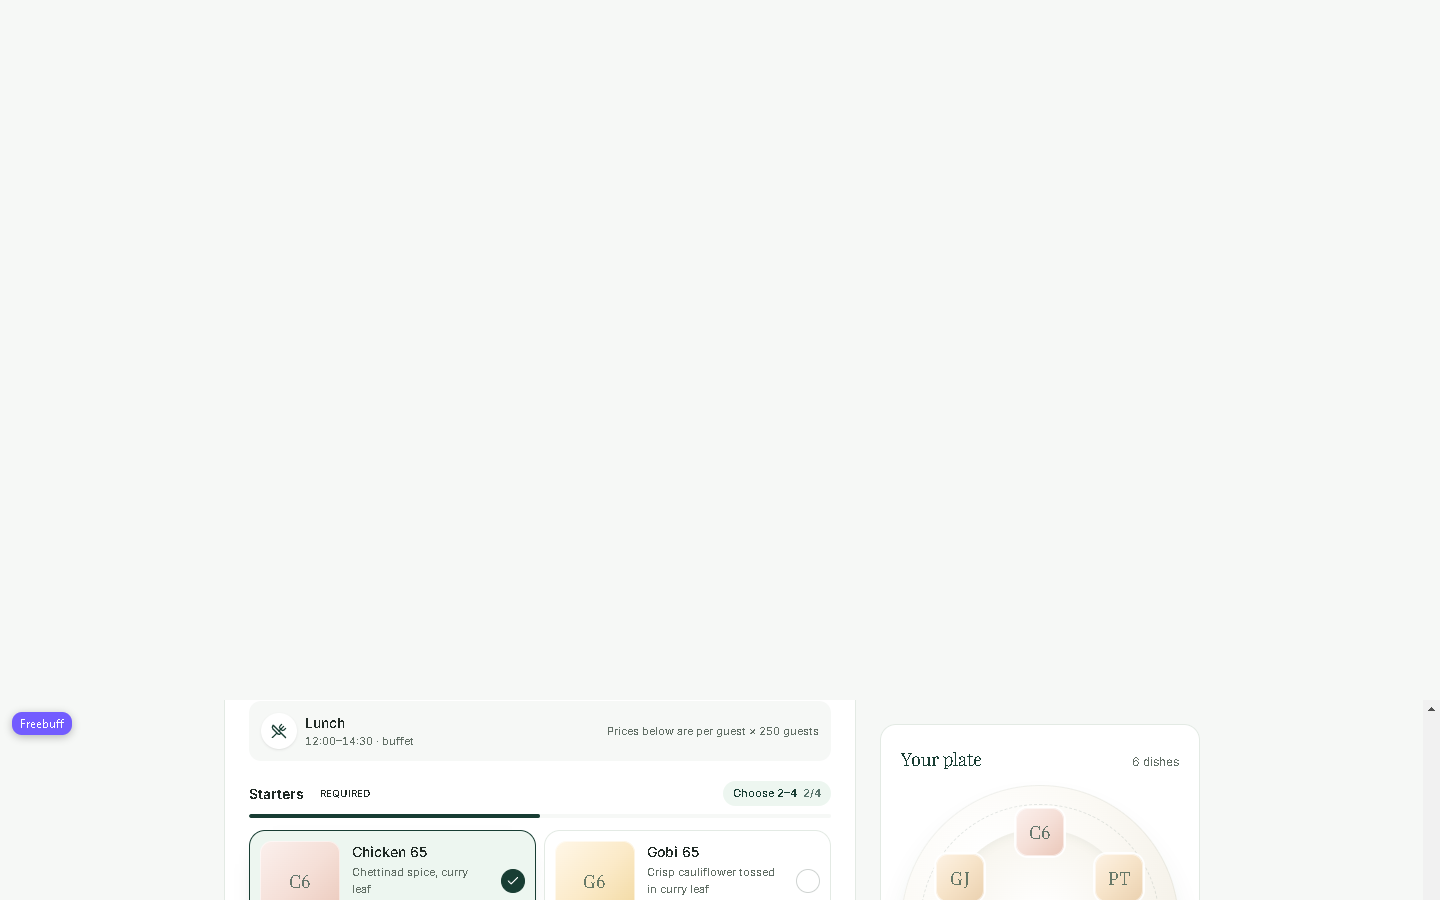 Freebuff
Lunch
12:00–14:30 · buffet
Prices below are per guest × 250 guests
Starters REQUIRED
Choose 2–4 2/4
C6
Chicken 65
Chettinad spice, curry
leaf
G6
Gobi 65
Crisp cauliflower tossed
in curry leaf
Your plate
6 dishes
C6
GJ
PT